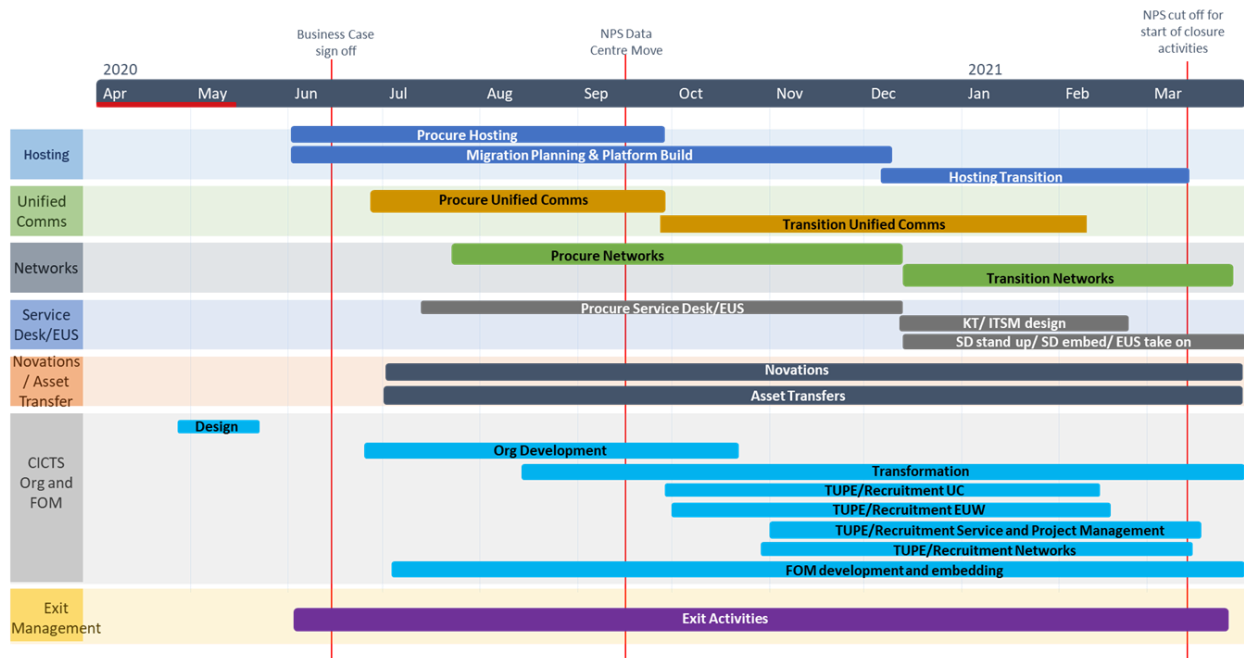 Business Case
sign off
NPS Data
Centre Move
NPS cut off for
start of closure
activities
2020
2021
Apr May Jun Jul Aug Sep Oct Nov Dec Jan Feb Mar
Hosting
Procure Hosting
Migration Planning & Platform Build
Hosting Transition
Unified
Comms
Procure Unified Comms
Transition Unified Comms
Networks
Procure Networks
Transition Networks
Service
Desk/EUS
Procure Service Desk/EUS
KT/ ITSM design
SD stand up/ SD embed/ EUS take on
Novations
/ Asset
Transfer
Novations
Asset Transfers
CICTS
Org and
FOM
Design
Org Development
Transformation
TUPE/Recruitment UC
TUPE/Recruitment EUW
TUPE/Recruitment Service and Project Management
TUPE/Recruitment Networks
FOM development and embedding
Exit
Management
Exit Activities